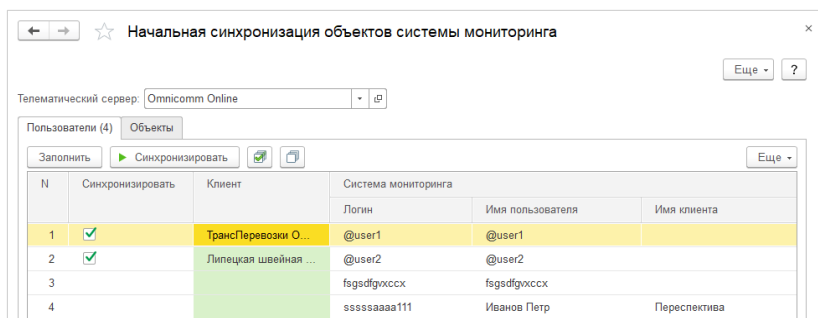 Начальная синхронизация объектов системы мониторинга
Еще ?
Телематический сервер: Omnicomm Online
Пользователи (4) Объекты
Заполнить Синхронизировать Еще
N Синхронизировать Клиент Система мониторинга
Логин Имя пользователя Имя клиента
1 ТрансПеревозки О... @user1 @user1
2 Липецкая швейная ... @user2 @user2
3 fsgsdfgvxccx fsgsdfgvxccx
4 sssssaaaa111 Иванов Петр Переспектива